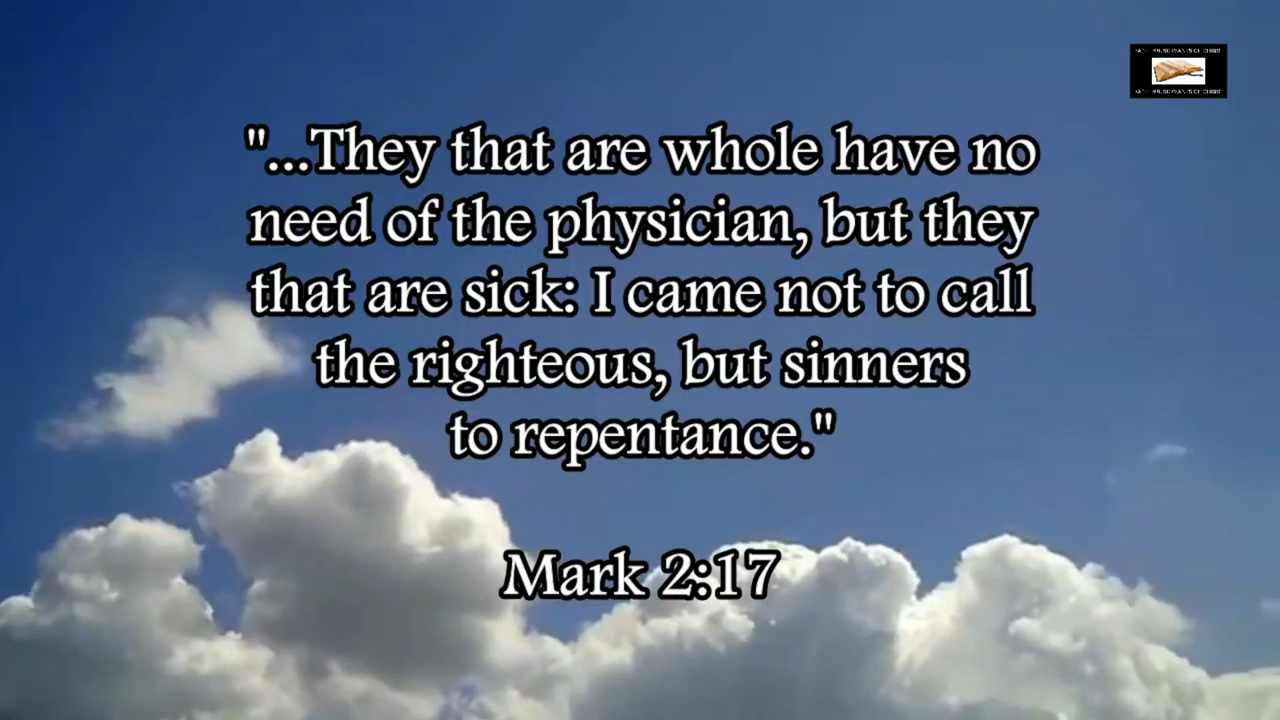 "...They that are whole have no
need of the physician, but they
that are sick: I came not to call
the righteous, but sinners
to repentance."
Mark 2:17